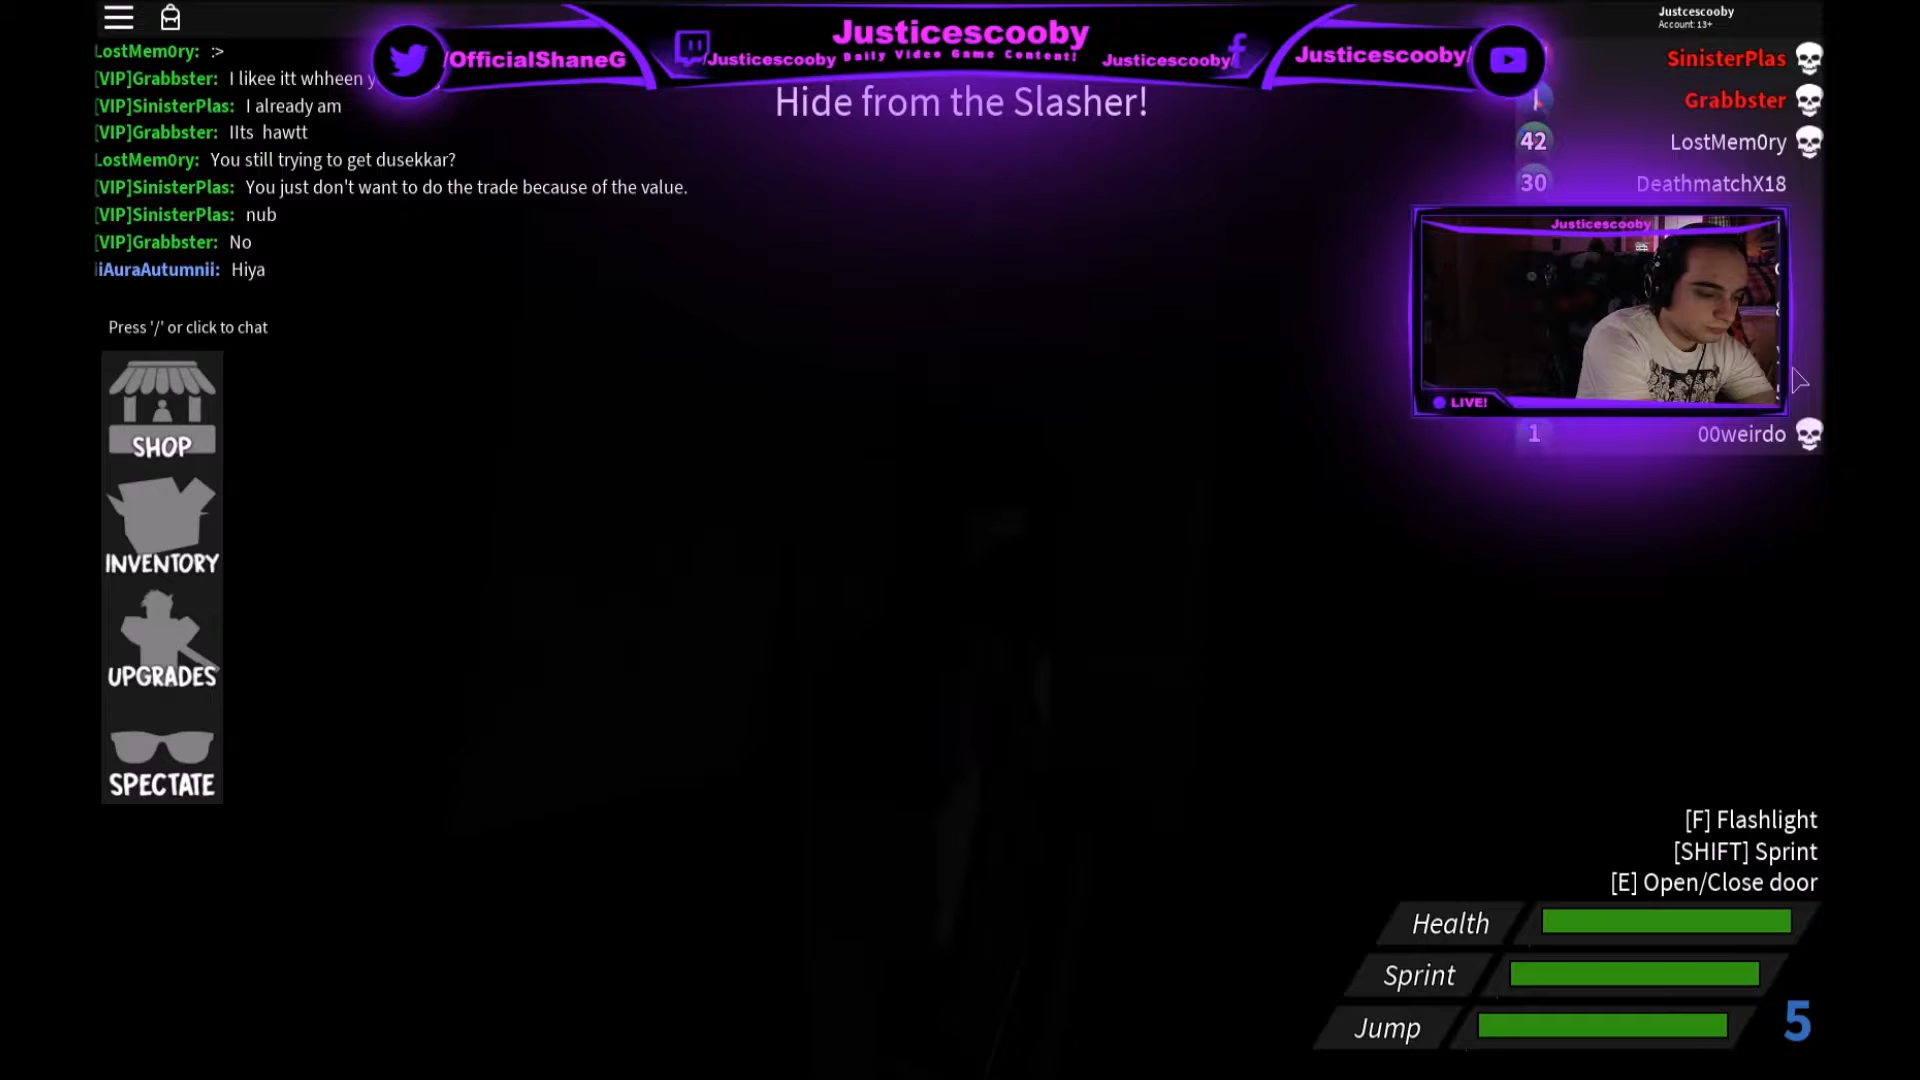 Justcescooby
Account: 13+
/OfficialShaneG
/Justicescooby
Justicescooby
Daily Video Game Content!
Justicescooby/
Justicescooby/
Hide from the Slasher!
LostMem0ry: :>
[VIP]Grabbster: I likee itt whheen y
[VIP]SinisterPlas: I already am
[VIP]Grabbster: IIts hawtt
LostMem0ry: You still trying to get dusekkar?
[VIP]SinisterPlas: You just don't want to do the trade because of the value.
[VIP]SinisterPlas: nub
[VIP]Grabbster: No
iiAuraAutumnii: Hiya
Press '/' or click to chat
SinisterPlas
Grabbster
42 LostMem0ry
30 DeathmatchX18
Justicescooby
LIVE!
1 00weirdo
SHOP
INVENTORY
UPGRADES
SPECTATE
[F] Flashlight
[SHIFT] Sprint
[E] Open/Close door
Health
Sprint
Jump
5